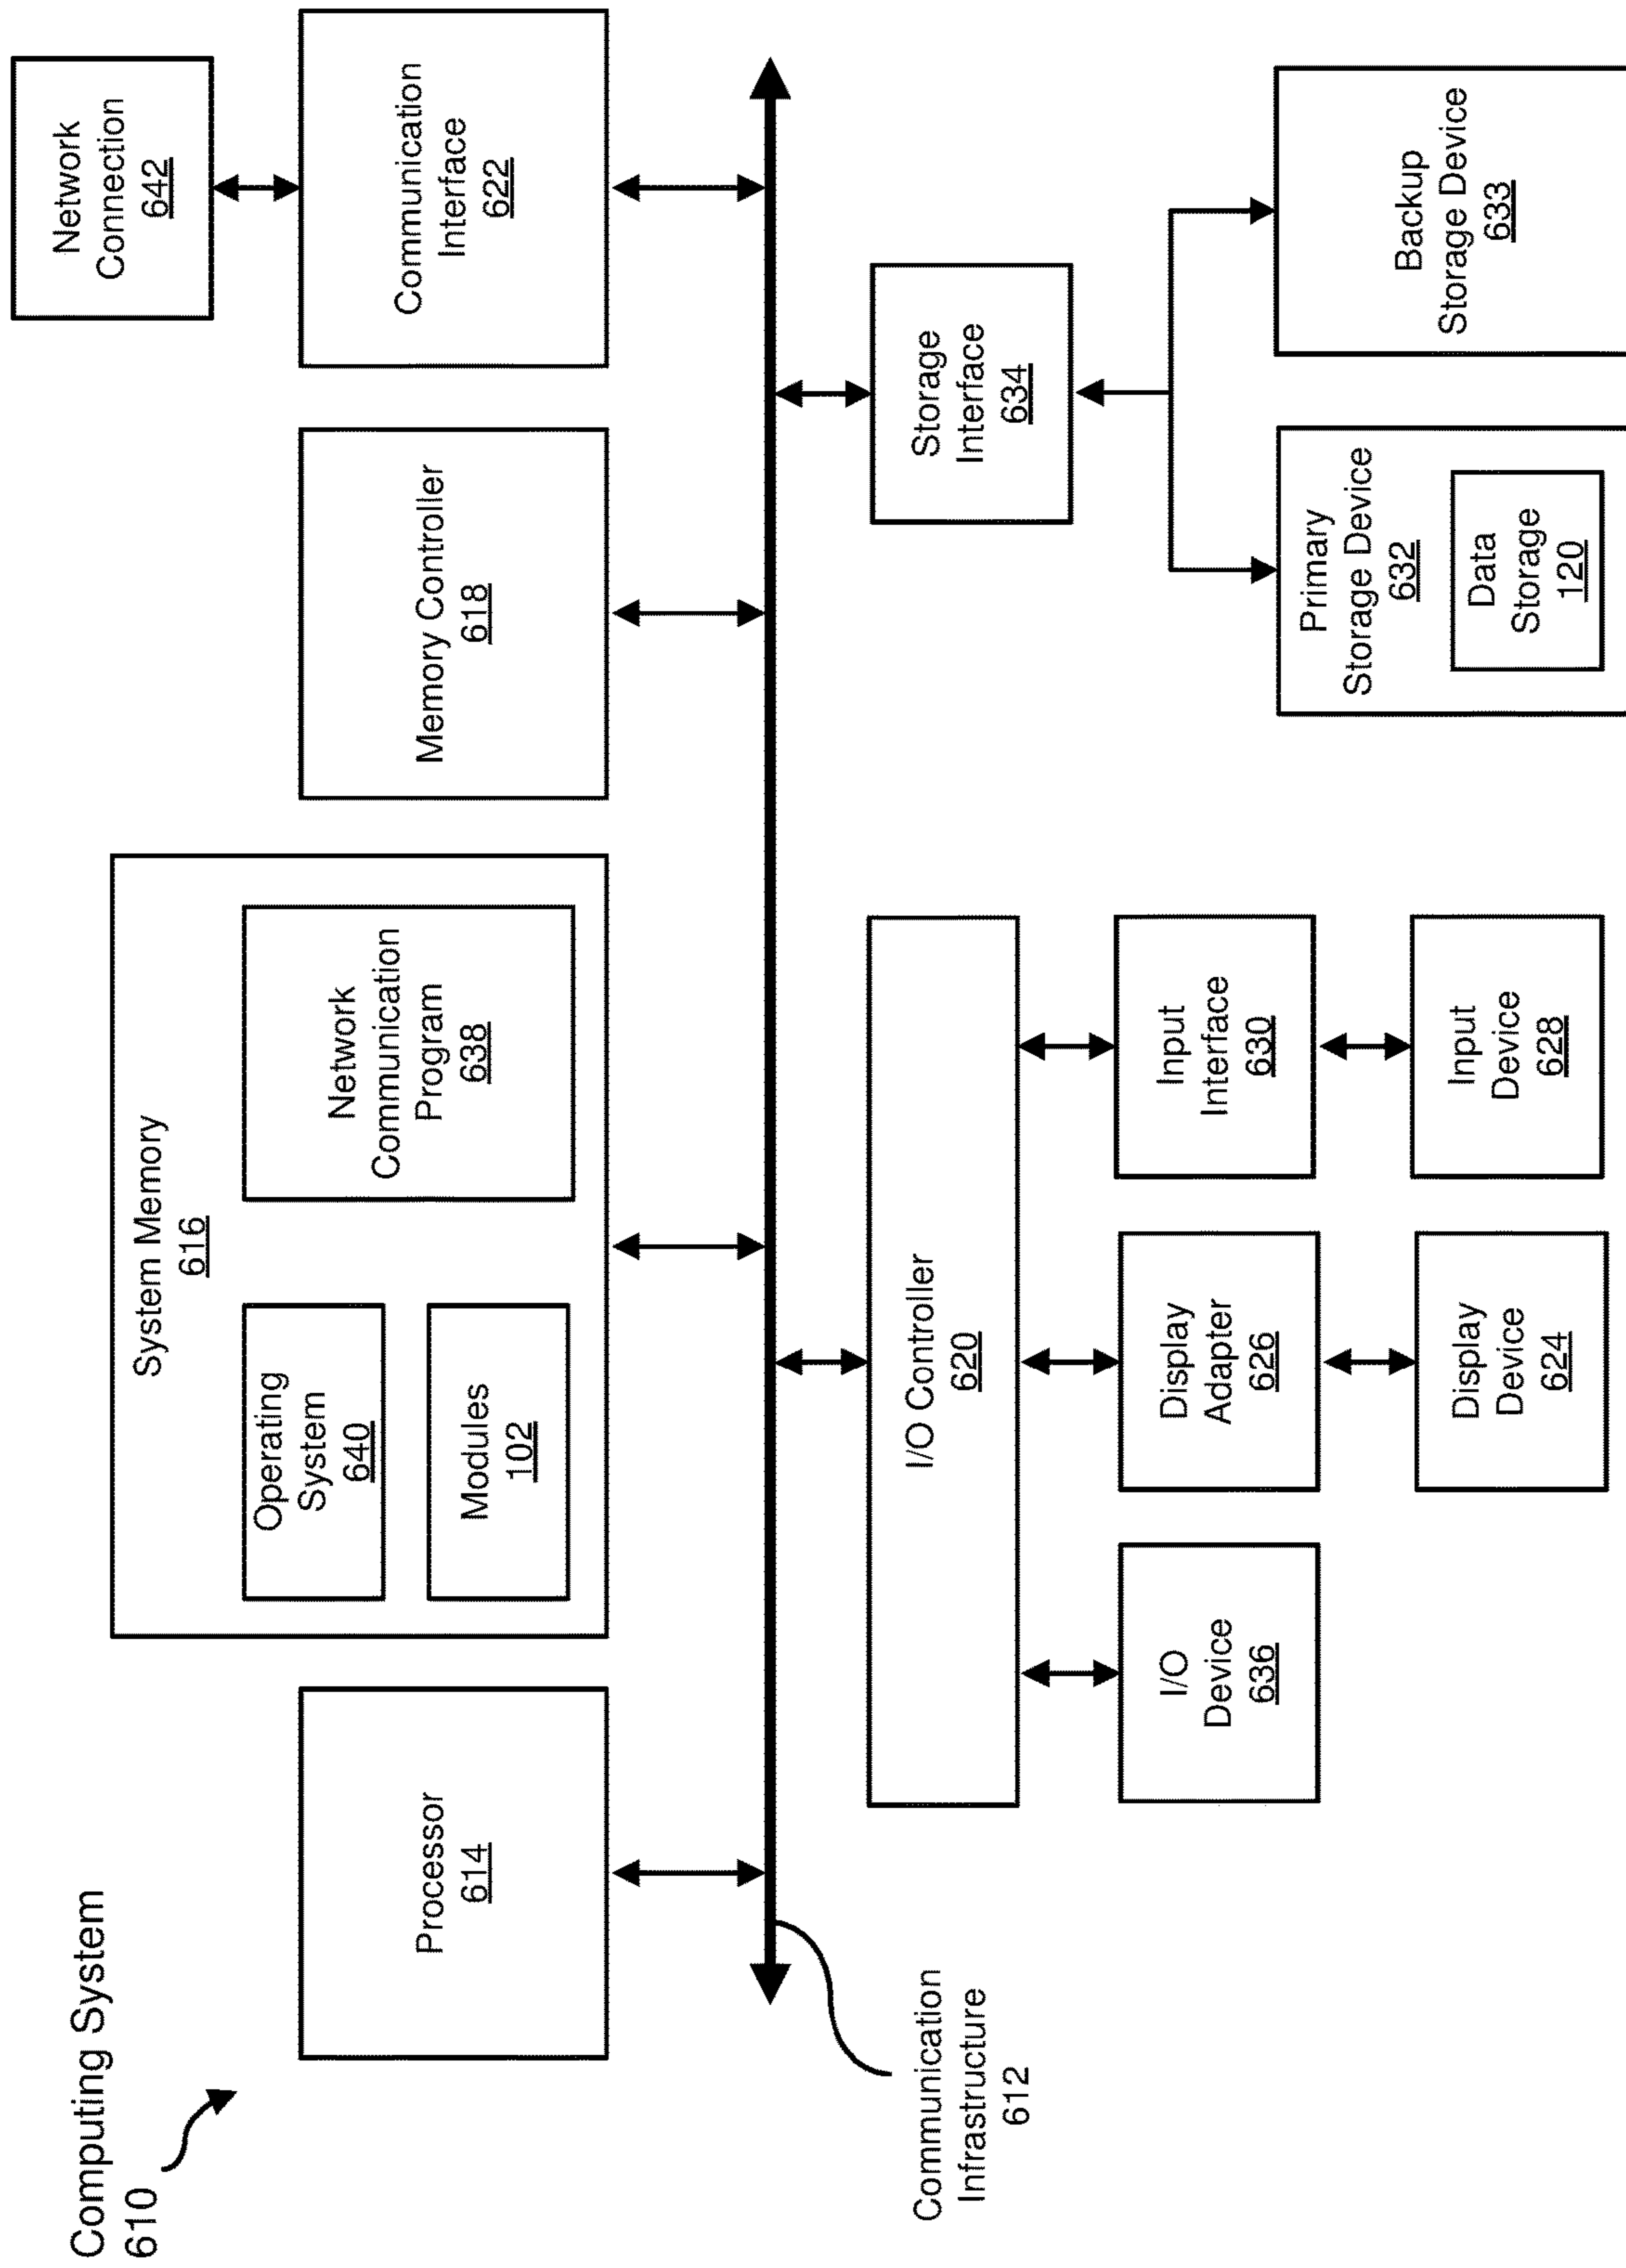 Computing System
610
Processor
614
System Memory
616
Operating
System
640
Modules
102
Network
Communication
Program
638
Memory Controller
618
Communication
Interface
622
Network
Connection
642
Communication
Infrastructure
612
I/O Controller
620
I/O
Device
636
Display
Adapter
626
Display
Device
624
Input
Interface
630
Input
Device
628
Storage
Interface
634
Primary
Storage Device
632
Data
Storage
120
Backup
Storage Device
633